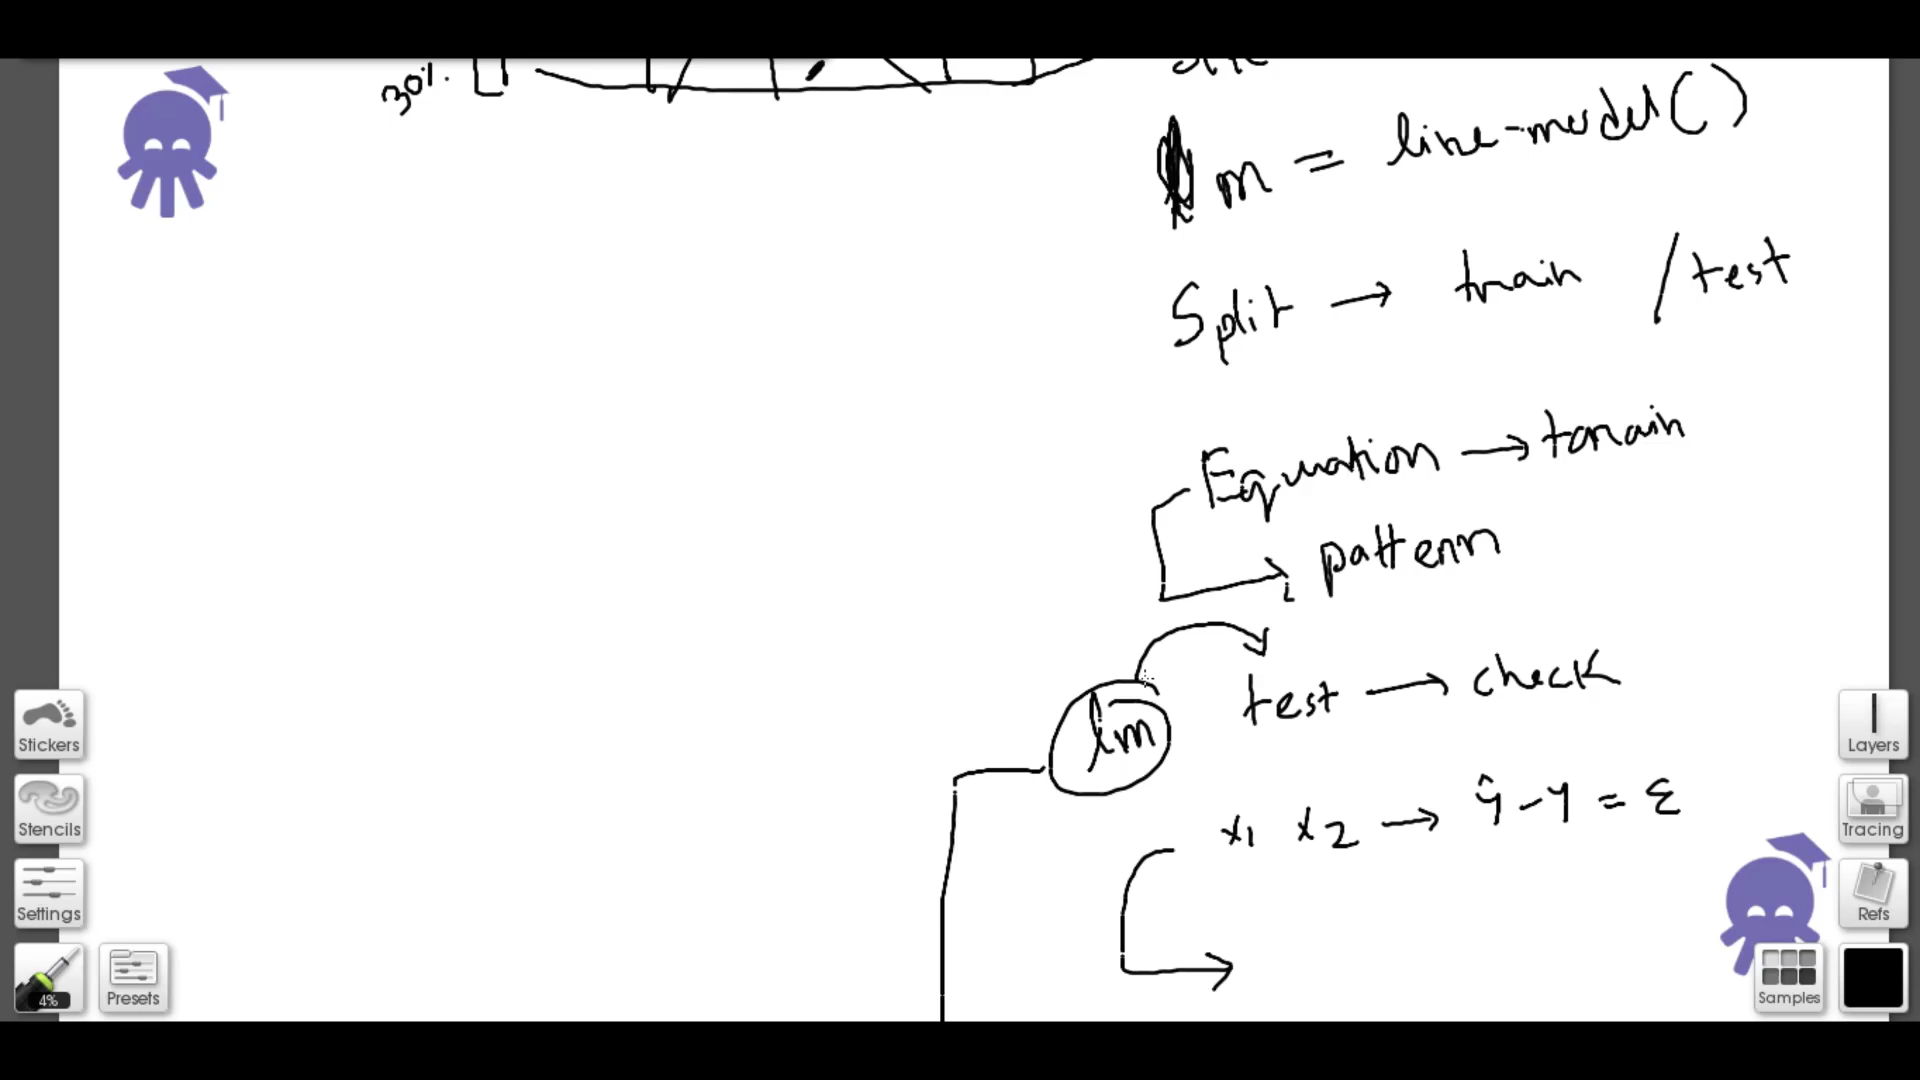 30%.
lm = line-model()
Split → train / test
Equation → tarain
pattern
test → check
lm
x1 x2 → ŷ - y = ε
Stickers
Stencils
Settings
4%
Presets
Layers
Tracing
Refs
Samples